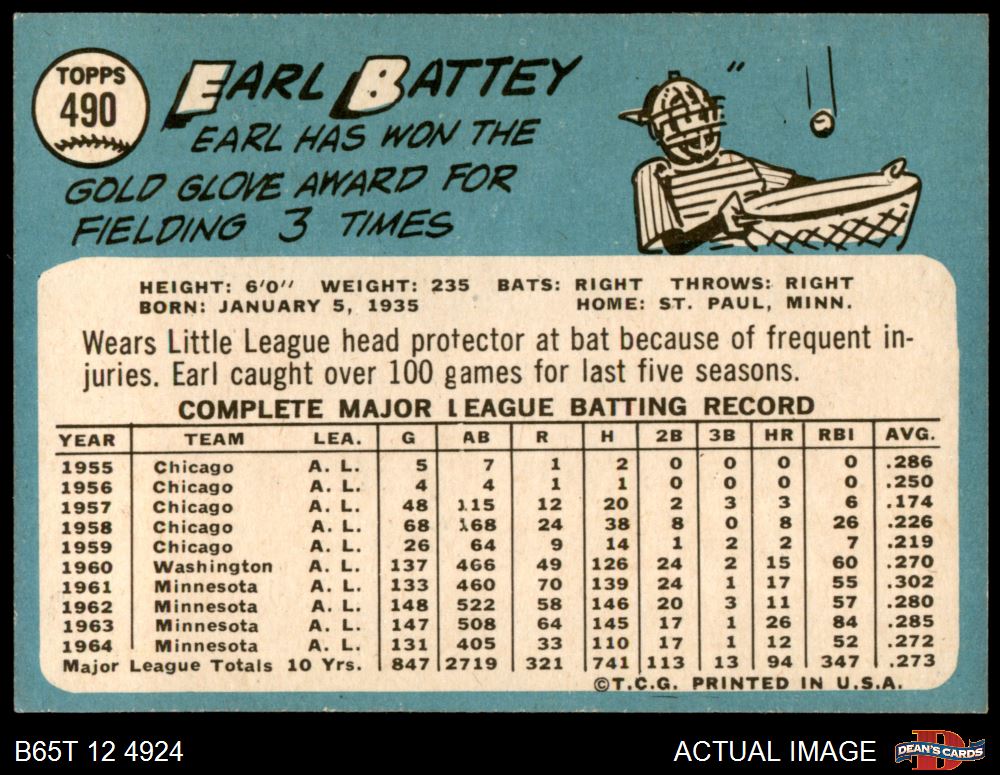 TOPPS
490
EARL BATTEY
EARL HAS WON THE
GOLD GLOVE AWARD FOR
FIELDING 3 TIMES
HEIGHT: 6'0" WEIGHT: 235 BATS: RIGHT THROWS: RIGHT
BORN: JANUARY 5, 1935 HOME: ST. PAUL, MINN.
Wears Little League head protector at bat because of frequent in-
juries. Earl caught over 100 games for last five seasons.
COMPLETE MAJOR LEAGUE BATTING RECORD
YEAR TEAM LEA. G AB R H 2B 3B HR RBI AVG.
1955 Chicago A. L. 5 7 1 2 0 0 0 0 .286
1956 Chicago A. L. 4 4 1 1 0 0 0 0 .250
1957 Chicago A. L. 48 115 12 20 2 3 3 6 .174
1958 Chicago A. L. 68 168 24 38 8 0 8 26 .226
1959 Chicago A. L. 26 64 9 14 1 2 2 7 .219
1960 Washington A. L. 137 466 49 126 24 2 15 60 .270
1961 Minnesota A. L. 133 460 70 139 24 1 17 55 .302
1962 Minnesota A. L. 148 522 58 146 20 3 11 57 .280
1963 Minnesota A. L. 147 508 64 145 17 1 26 84 .285
1964 Minnesota A. L. 131 405 33 110 17 1 12 52 .272
Major League Totals 10 Yrs. 847 2719 321 741 113 13 94 347 .273
©T.C.G. PRINTED IN U.S.A.
B65T 12 4924 ACTUAL IMAGE
DEAN'S CARDS